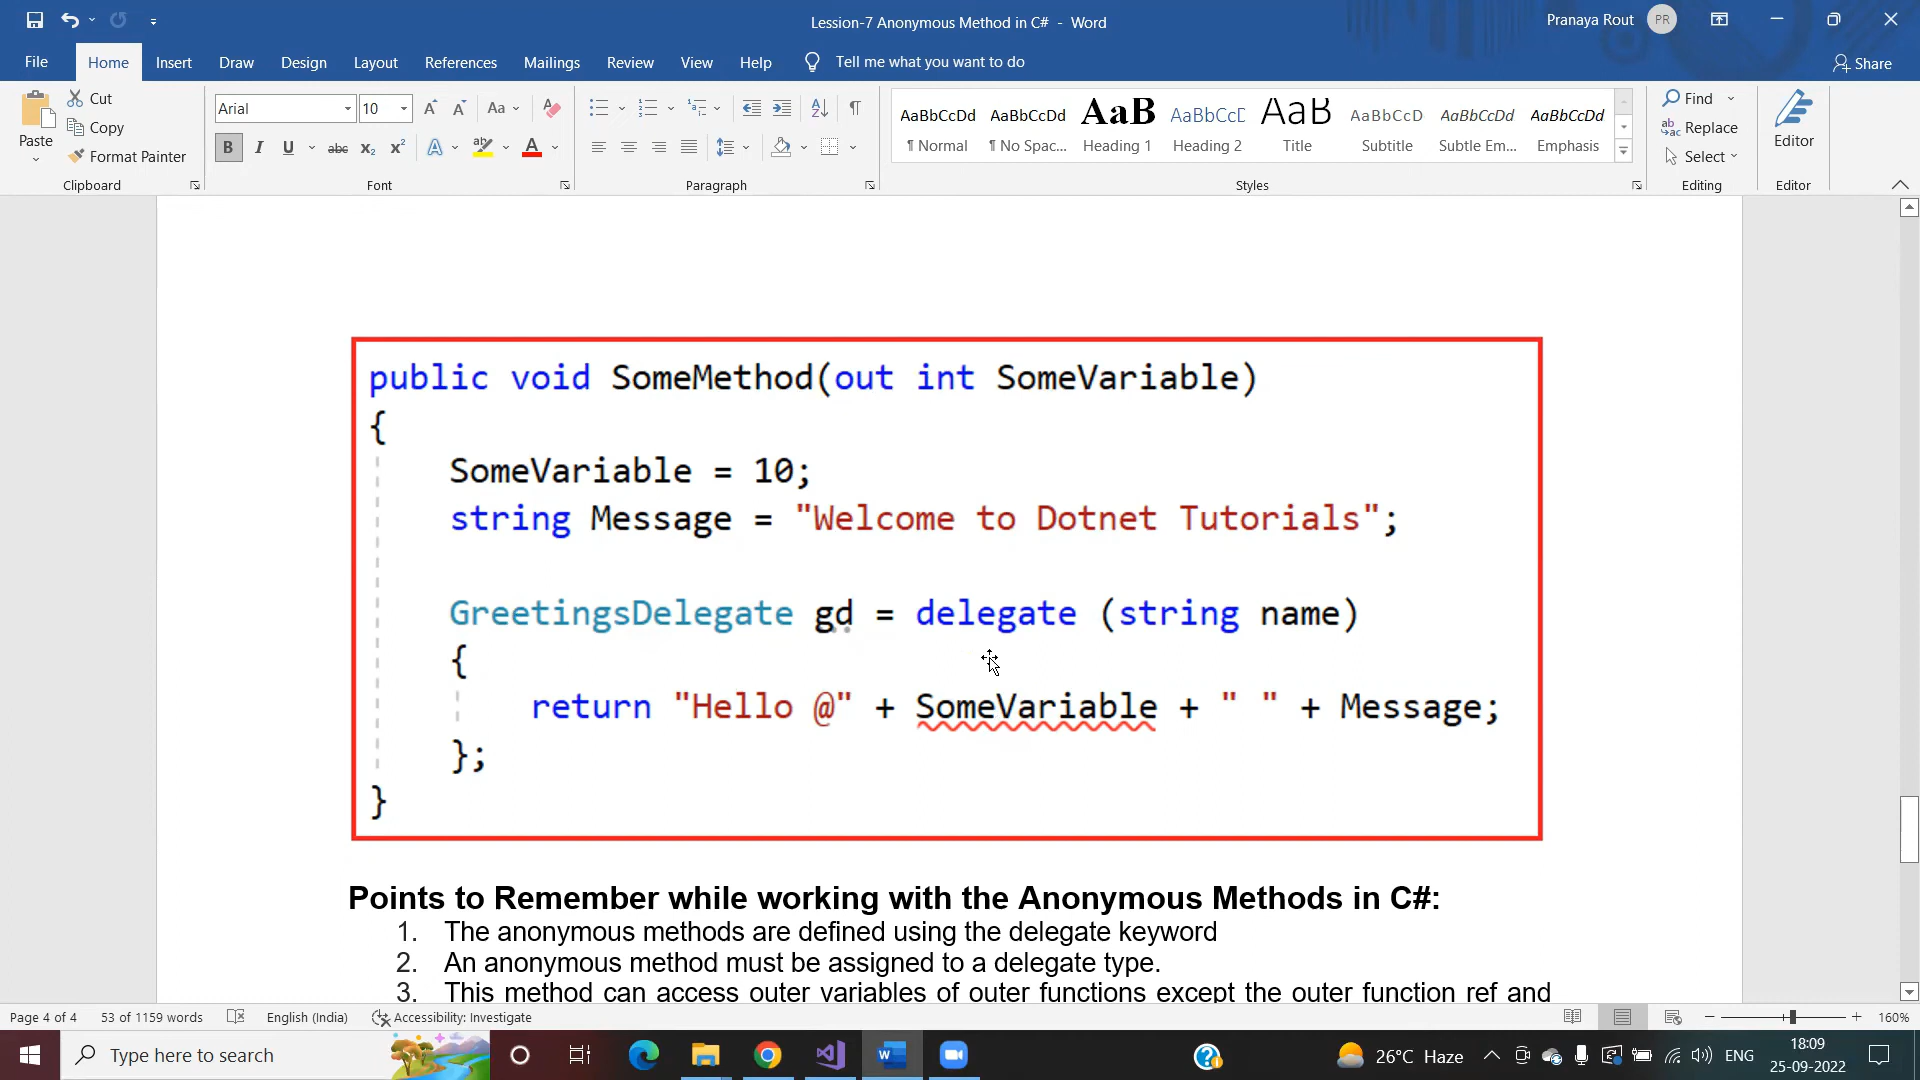 Lession-7 Anonymous Method in C# - Word
Pranaya Rout PR
File Home Insert Draw Design Layout References Mailings Review View Help Tell me what you want to do Share
Paste
Cut
Copy
Format Painter
Clipboard
Arial 10
Aa
B I U abc x₂ x² A A
Font
Paragraph
AaBbCcDd AaBbCcDd AaB AaBbCcD AaB AaBbCcD AaBbCcDd AaBbCcDd
¶ Normal ¶ No Spac... Heading 1 Heading 2 Title Subtitle Subtle Em... Emphasis
Styles
Find
Replace
Select
Editing
Editor
Editor
public void SomeMethod(out int SomeVariable)
{
SomeVariable = 10;
string Message = "Welcome to Dotnet Tutorials";
GreetingsDelegate gd = delegate (string name)
{
return "Hello @" + SomeVariable + " " + Message;
};
}
Points to Remember while working with the Anonymous Methods in C#:
1. The anonymous methods are defined using the delegate keyword
2. An anonymous method must be assigned to a delegate type.
3. This method can access outer variables of outer functions except the outer function ref and
Page 4 of 4 53 of 1159 words English (India) Accessibility: Investigate 160%
Type here to search
26°C Haze ENG
18:09
25-09-2022